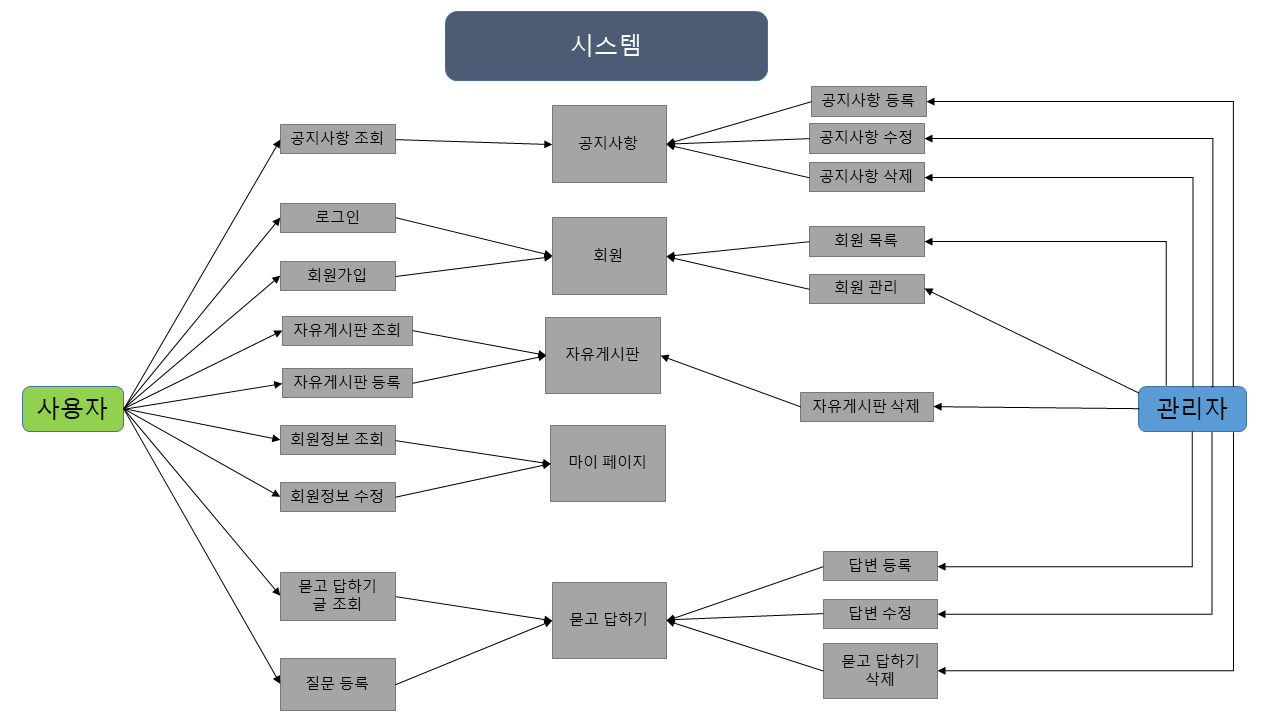 시스템
공지사항 조회
로그인
회원가입
자유게시판 조회
자유게시판 등록
회원정보 조회
회원정보 수정
묻고 답하기
글 조회
질문 등록
사용자
공지사항
회원
자유게시판
마이 페이지
묻고 답하기
공지사항 등록
공지사항 수정
공지사항 삭제
회원 목록
회원 관리
자유게시판 삭제
답변 등록
답변 수정
묻고 답하기
삭제
관리자